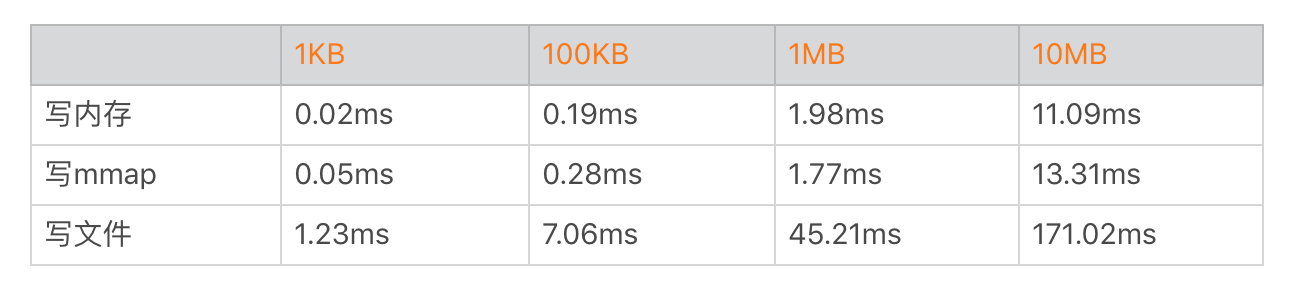 1KB 100KB 1MB 10MB
写内存 0.02ms 0.19ms 1.98ms 11.09ms
写mmap 0.05ms 0.28ms 1.77ms 13.31ms
写文件 1.23ms 7.06ms 45.21ms 171.02ms